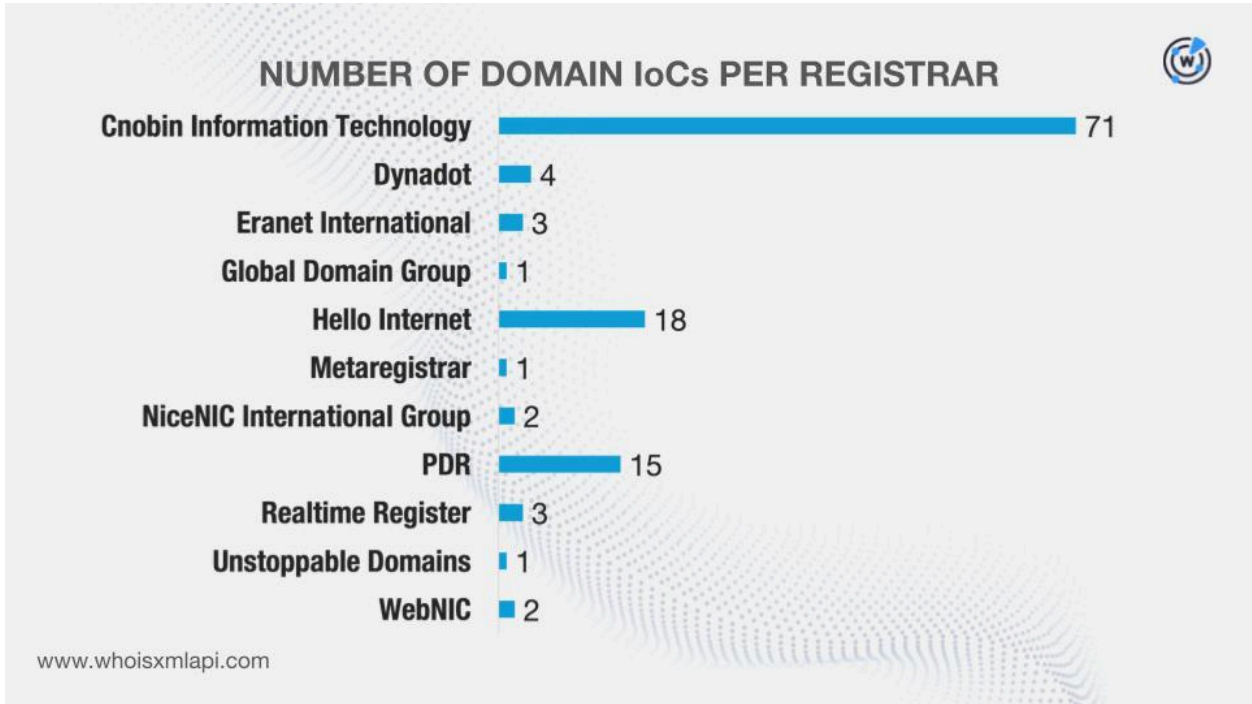 NUMBER OF DOMAIN IoCs PER REGISTRAR
W
Cnobin Information Technology 71
Dynadot 4
Eranet International 3
Global Domain Group 1
Hello Internet 18
Metaregistrar 1
NiceNIC International Group 2
PDR 15
Realtime Register 3
Unstoppable Domains 1
WebNIC 2
www.whoisxmlapi.com